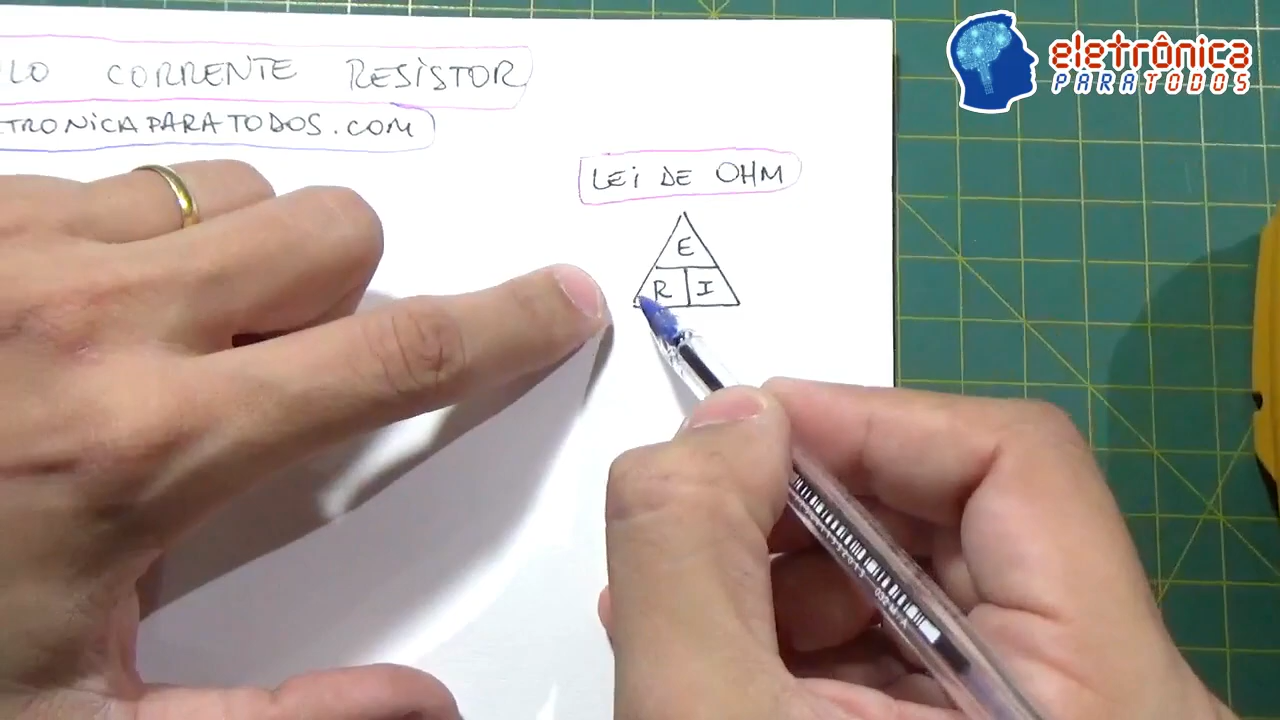 LO CORRENTE RESISTOR
TRONICAPARATODOS.COM
LEI DE OHM
E
R I
eletrônica
PARATODOS